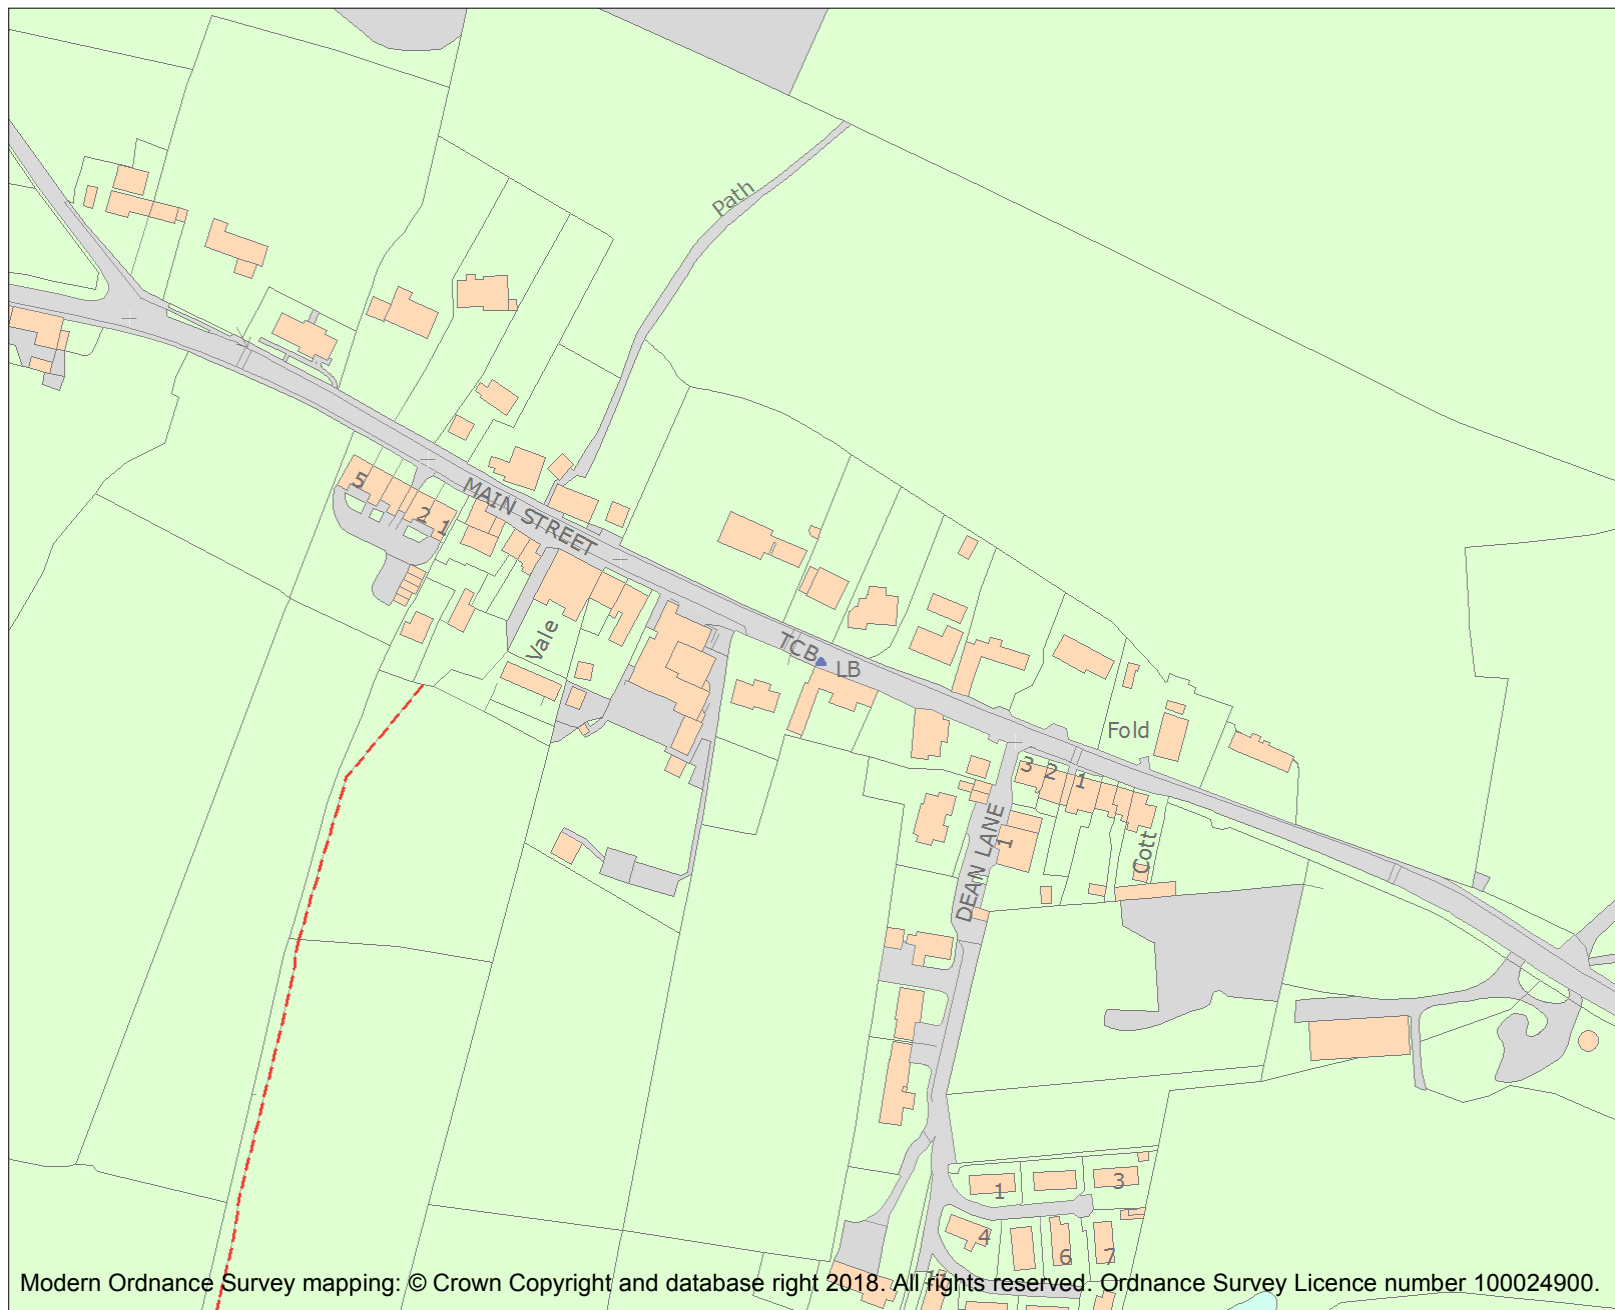 Path
5
2 1
MAIN STREET
Vale
TCB
LB
Fold
3 2 1
Cott
DEAN LANE
1
1
3
4
6
7
Modern Ordnance Survey mapping: © Crown Copyright and database right 2018. All rights reserved. Ordnance Survey Licence number 100024900.